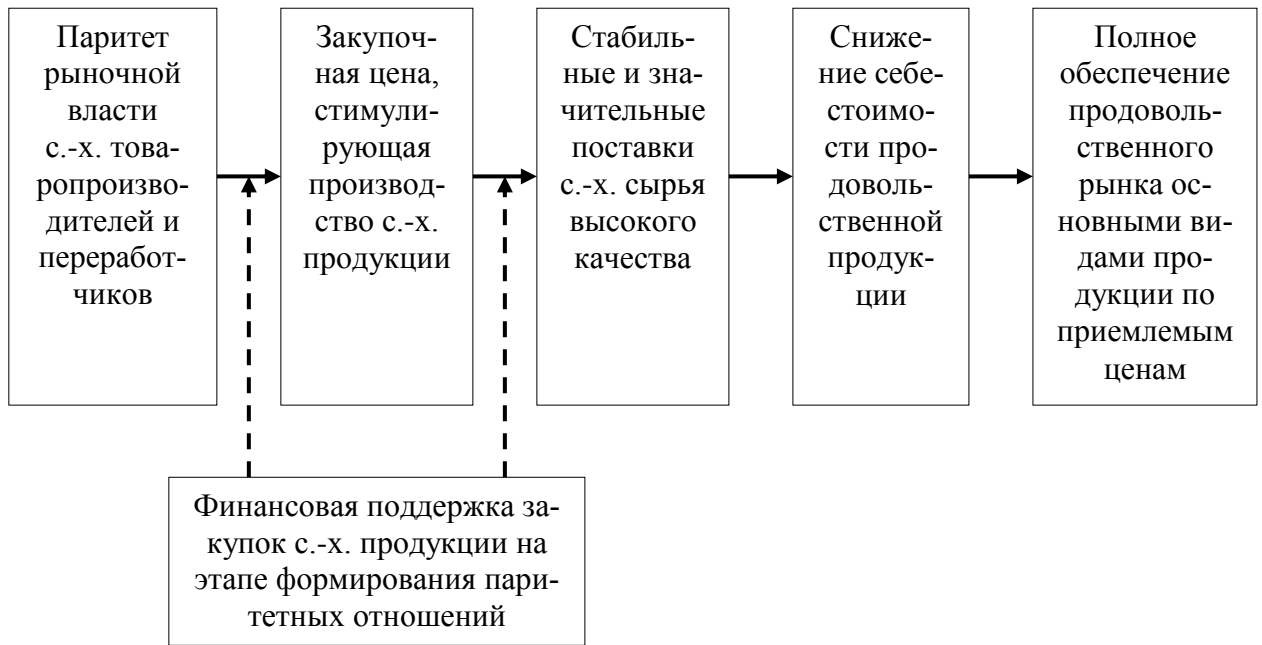 Паритет
рыночной
власти
с.-х. това-
ропроизво-
дителей и
переработ-
чиков
Закупоч-
ная цена,
стимули-
рующая
производ-
ство с.-х.
продукции
Стабиль-
ные и зна-
чительные
поставки
с.-х. сырья
высокого
качества
Сниже-
ние себе-
стоимо-
сти про-
доволь-
ственной
продук-
ции
Полное
обеспечение
продоволь-
ственного
рынка ос-
новными ви-
дами про-
дукции по
приемлемым
ценам
Финансовая поддержка за-
купок с.-х. продукции на
этапе формирования пари-
тетных отношений